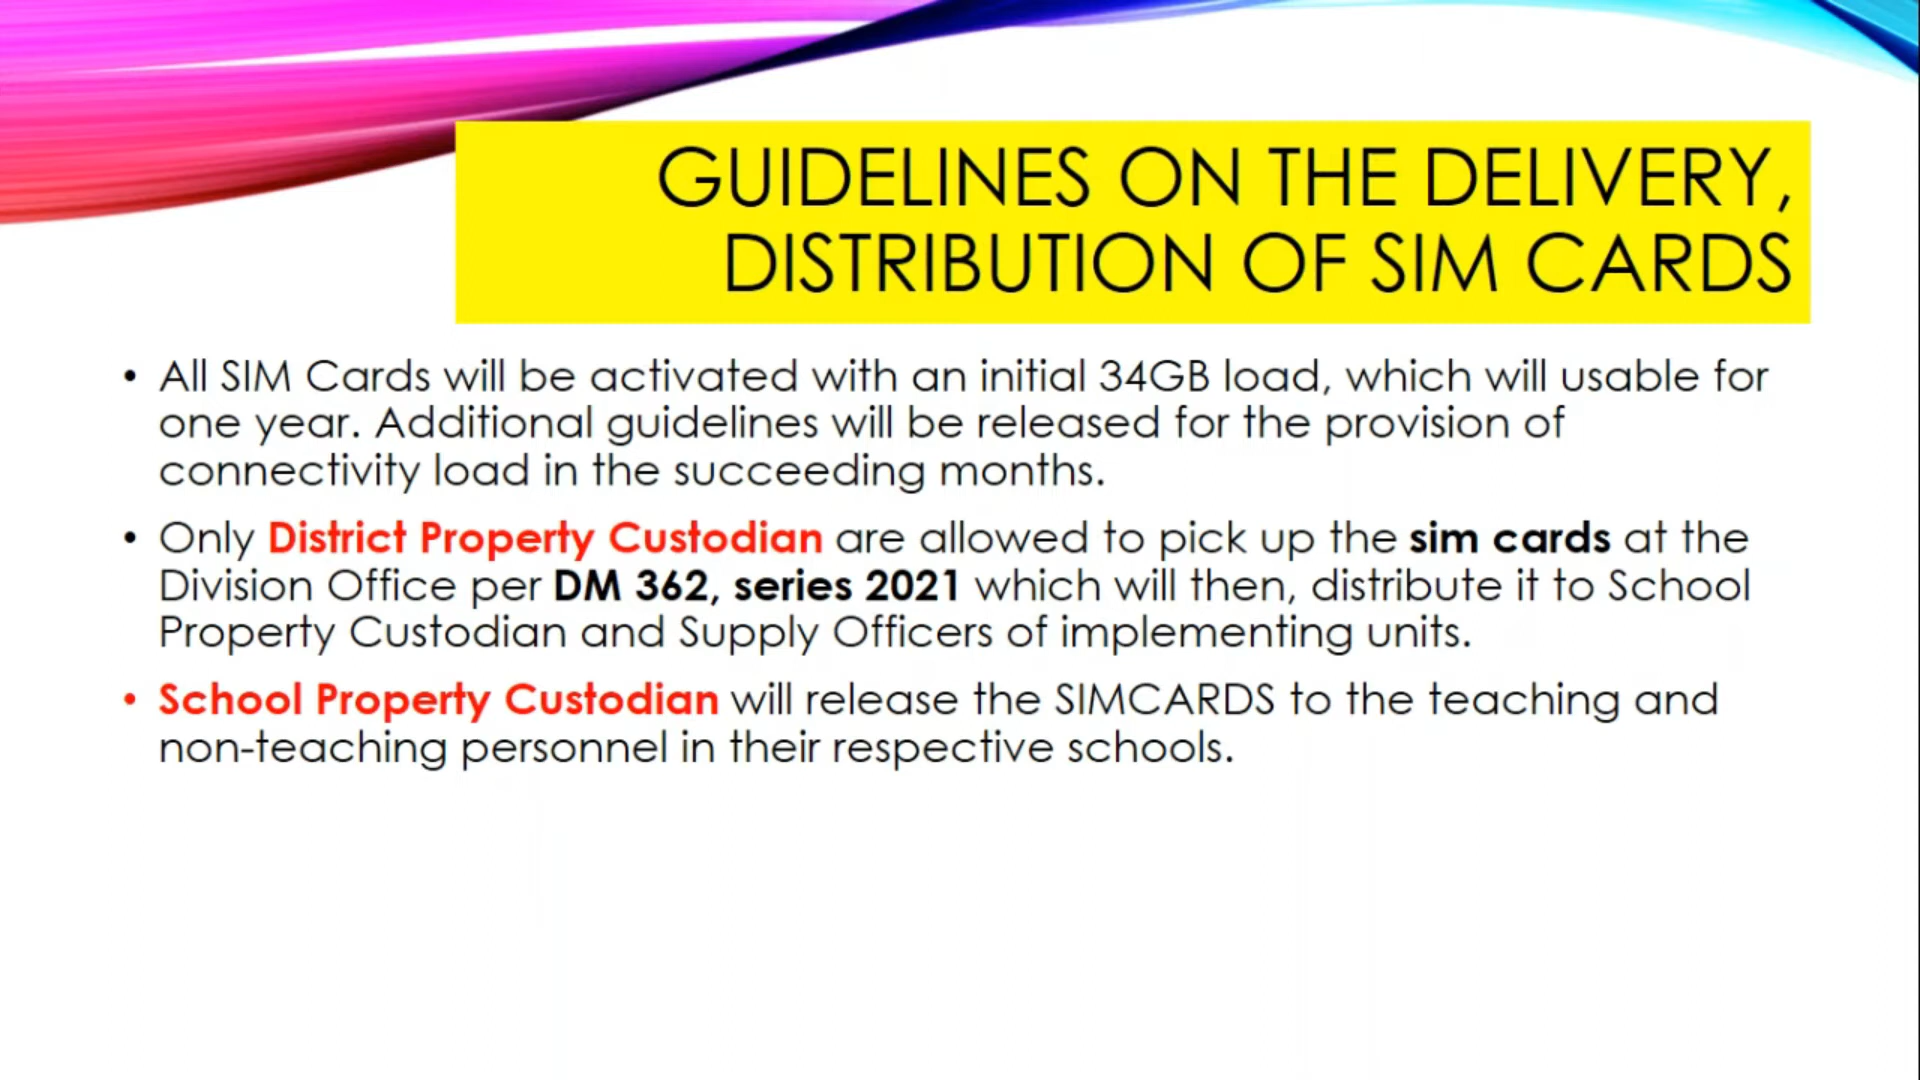 GUIDELINES ON THE DELIVERY,
DISTRIBUTION OF SIM CARDS
• All SIM Cards will be activated with an initial 34GB load, which will usable for
one year. Additional guidelines will be released for the provision of
connectivity load in the succeeding months.
• Only District Property Custodian are allowed to pick up the sim cards at the
Division Office per DM 362, series 2021 which will then, distribute it to School
Property Custodian and Supply Officers of implementing units.
• School Property Custodian will release the SIMCARDS to the teaching and
non-teaching personnel in their respective schools.